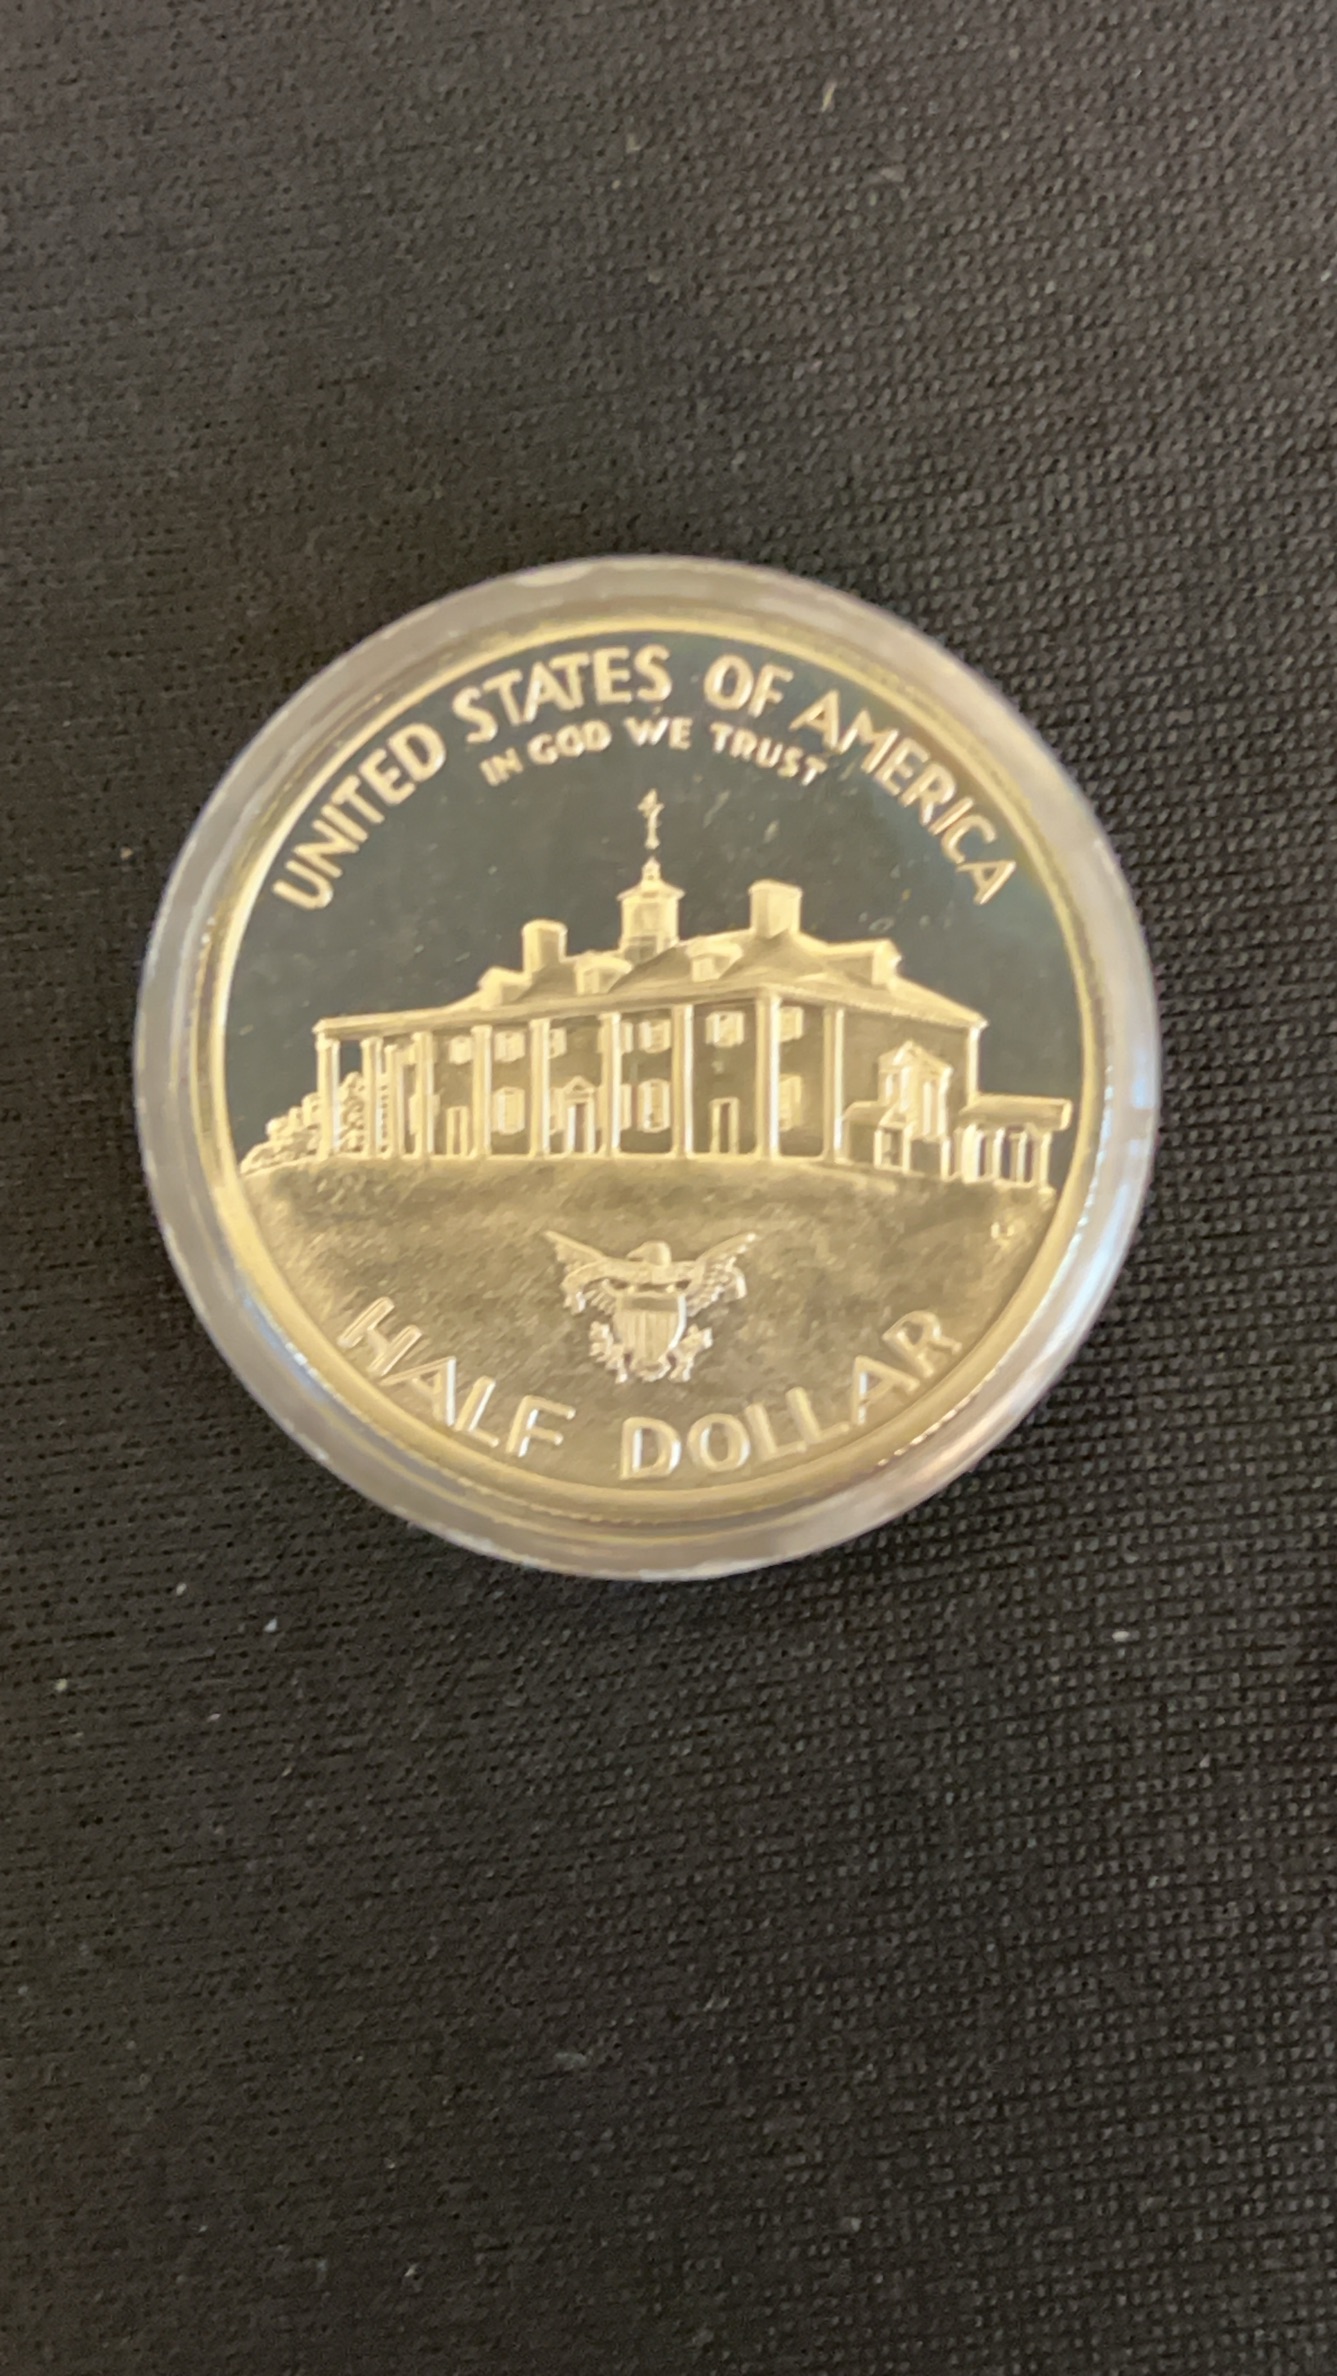 UNITED STATES OF AMERICA
IN GOD WE TRUST
HALF DOLLAR